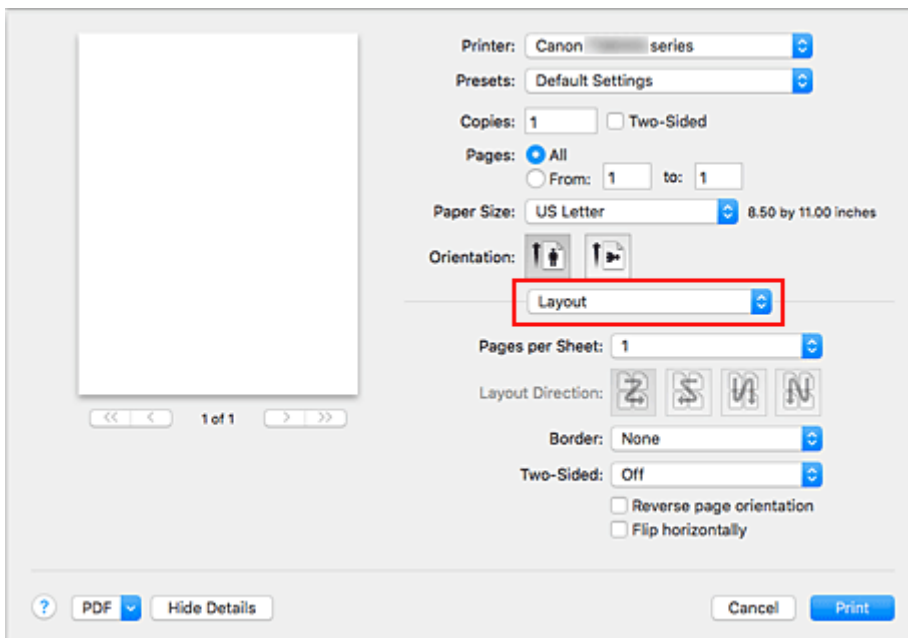 Printer: Canon series
Presets: Default Settings
Copies: 1 Two-Sided
Pages: All
From: 1 to: 1
Paper Size: US Letter 8.50 by 11.00 inches
Orientation:
Layout
Pages per Sheet: 1
Layout Direction:
1 of 1
Border: None
Two-Sided: Off
Reverse page orientation
Flip horizontally
? PDF Hide Details Cancel Print